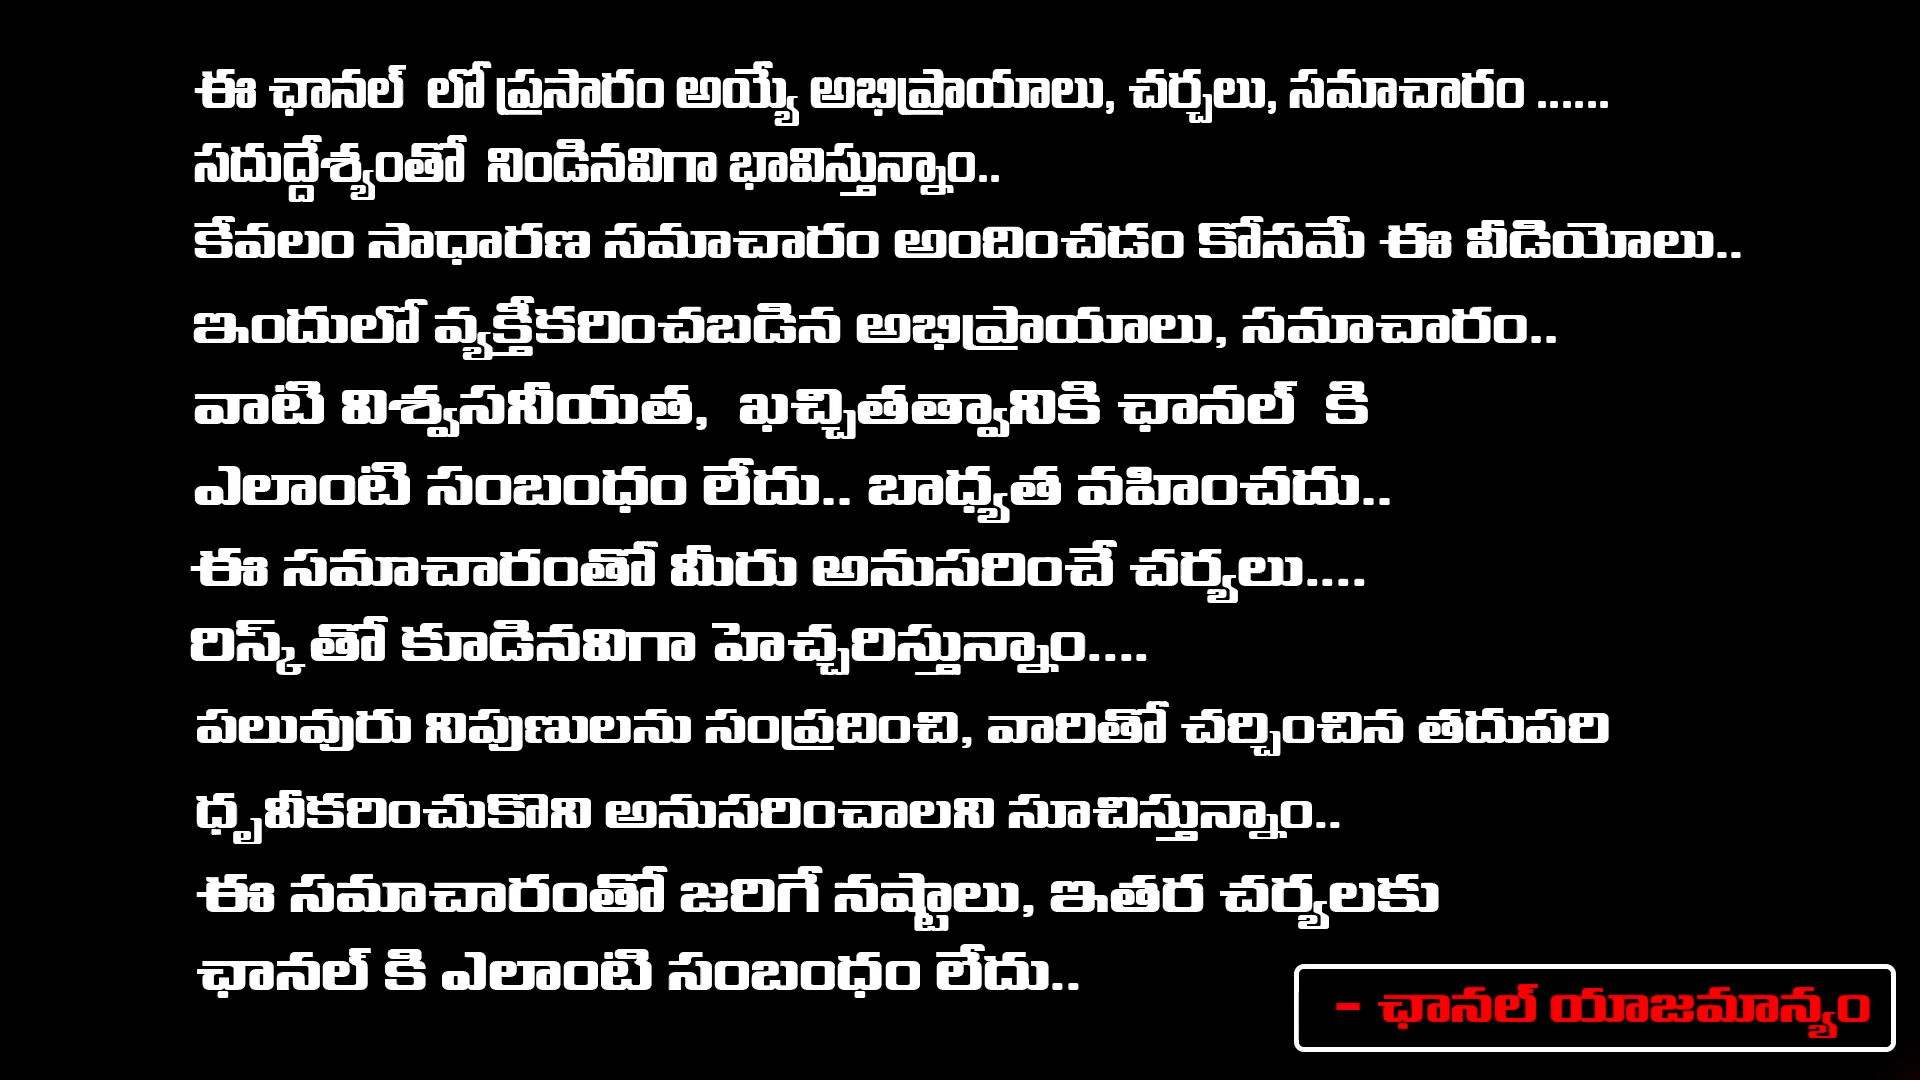 ఈ ఛానల్ లో ప్రసారం అయ్యే అభిప్రాయాలు, చర్చలు, సమాచారం ......
సదుద్దేశ్యంతో నిండినవిగా భావిస్తున్నాం..
కేవలం సాధారణ సమాచారం అందించడం కోసమే ఈ వీడియోలు..
ఇందులో వ్యక్తీకరించబడిన అభిప్రాయాలు, సమాచారం..
వాటి విశ్వసనీయత, ఖచ్చితత్వానికి ఛానల్ కి
ఎలాంటి సంబంధం లేదు.. బాధ్యత వహించదు..
ఈ సమాచారంతో మీరు అనుసరించే చర్యలు....
రిస్క్ తో కూడినవిగా హెచ్చరిస్తున్నాం....
పలువురు నిపుణులను సంప్రదించి, వారితో చర్చించిన తదుపరి
ధృవీకరించుకొని అనుసరించాలని సూచిస్తున్నాం..
ఈ సమాచారంతో జరిగే నష్టాలు, ఇతర చర్యలకు
ఛానల్ కి ఎలాంటి సంబంధం లేదు..
- ఛానల్ యాజమాన్యం